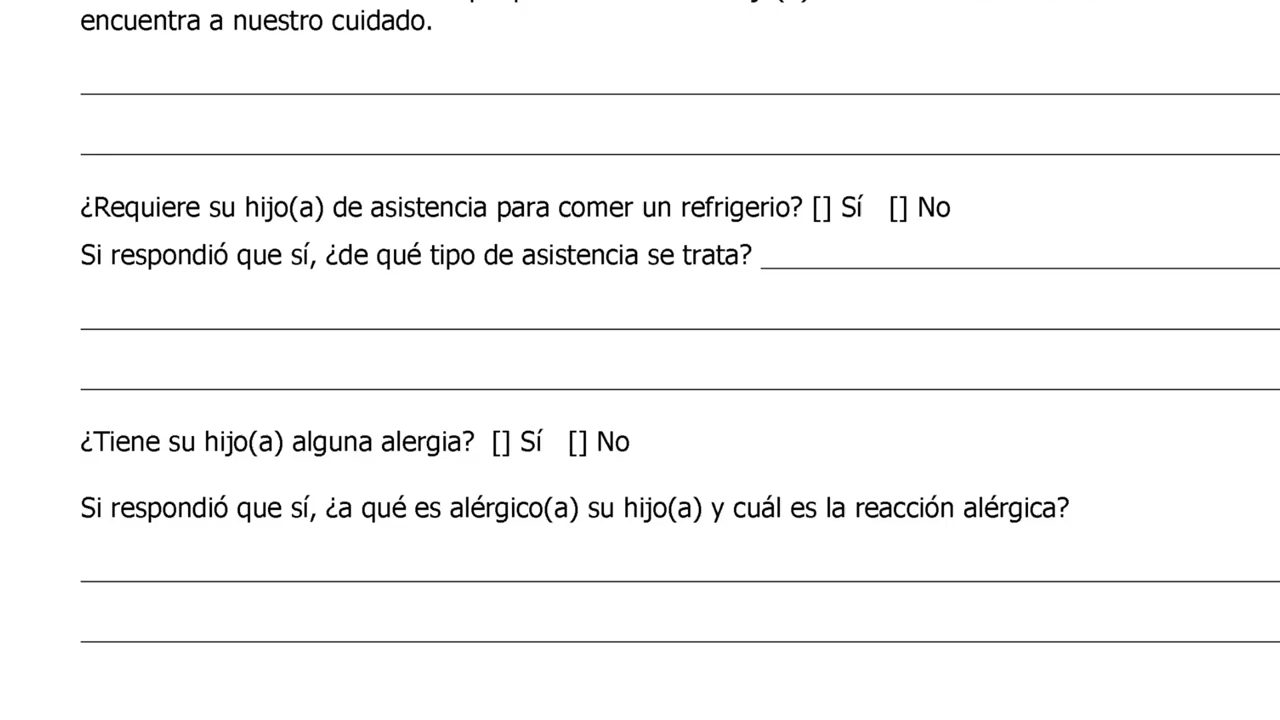 encuentra a nuestro cuidado.
¿Requiere su hijo(a) de asistencia para comer un refrigerio? [] Sí [] No
Si respondió que sí, ¿de qué tipo de asistencia se trata?
¿Tiene su hijo(a) alguna alergia? [] Sí [] No
Si respondió que sí, ¿a qué es alérgico(a) su hijo(a) y cuál es la reacción alérgica?